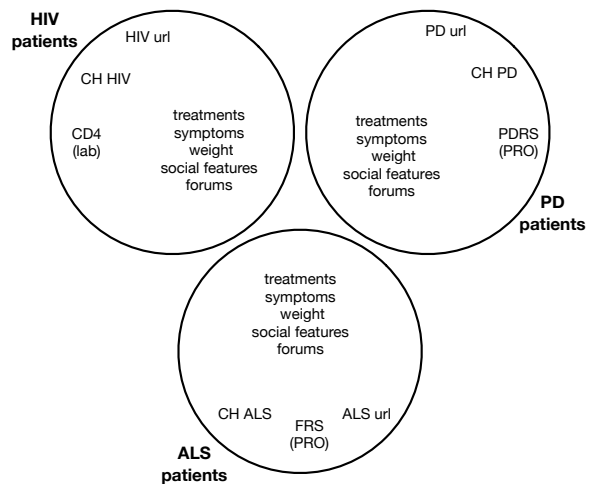 HIV
patients
HIV url
CH HIV
CD4
(lab)
treatments
symptoms
weight
social features
forums
PD url
CH PD
treatments
symptoms
weight
social features
forums
PDRS
(PRO)
PD
patients
treatments
symptoms
weight
social features
forums
CH ALS
FRS
(PRO)
ALS url
ALS
patients